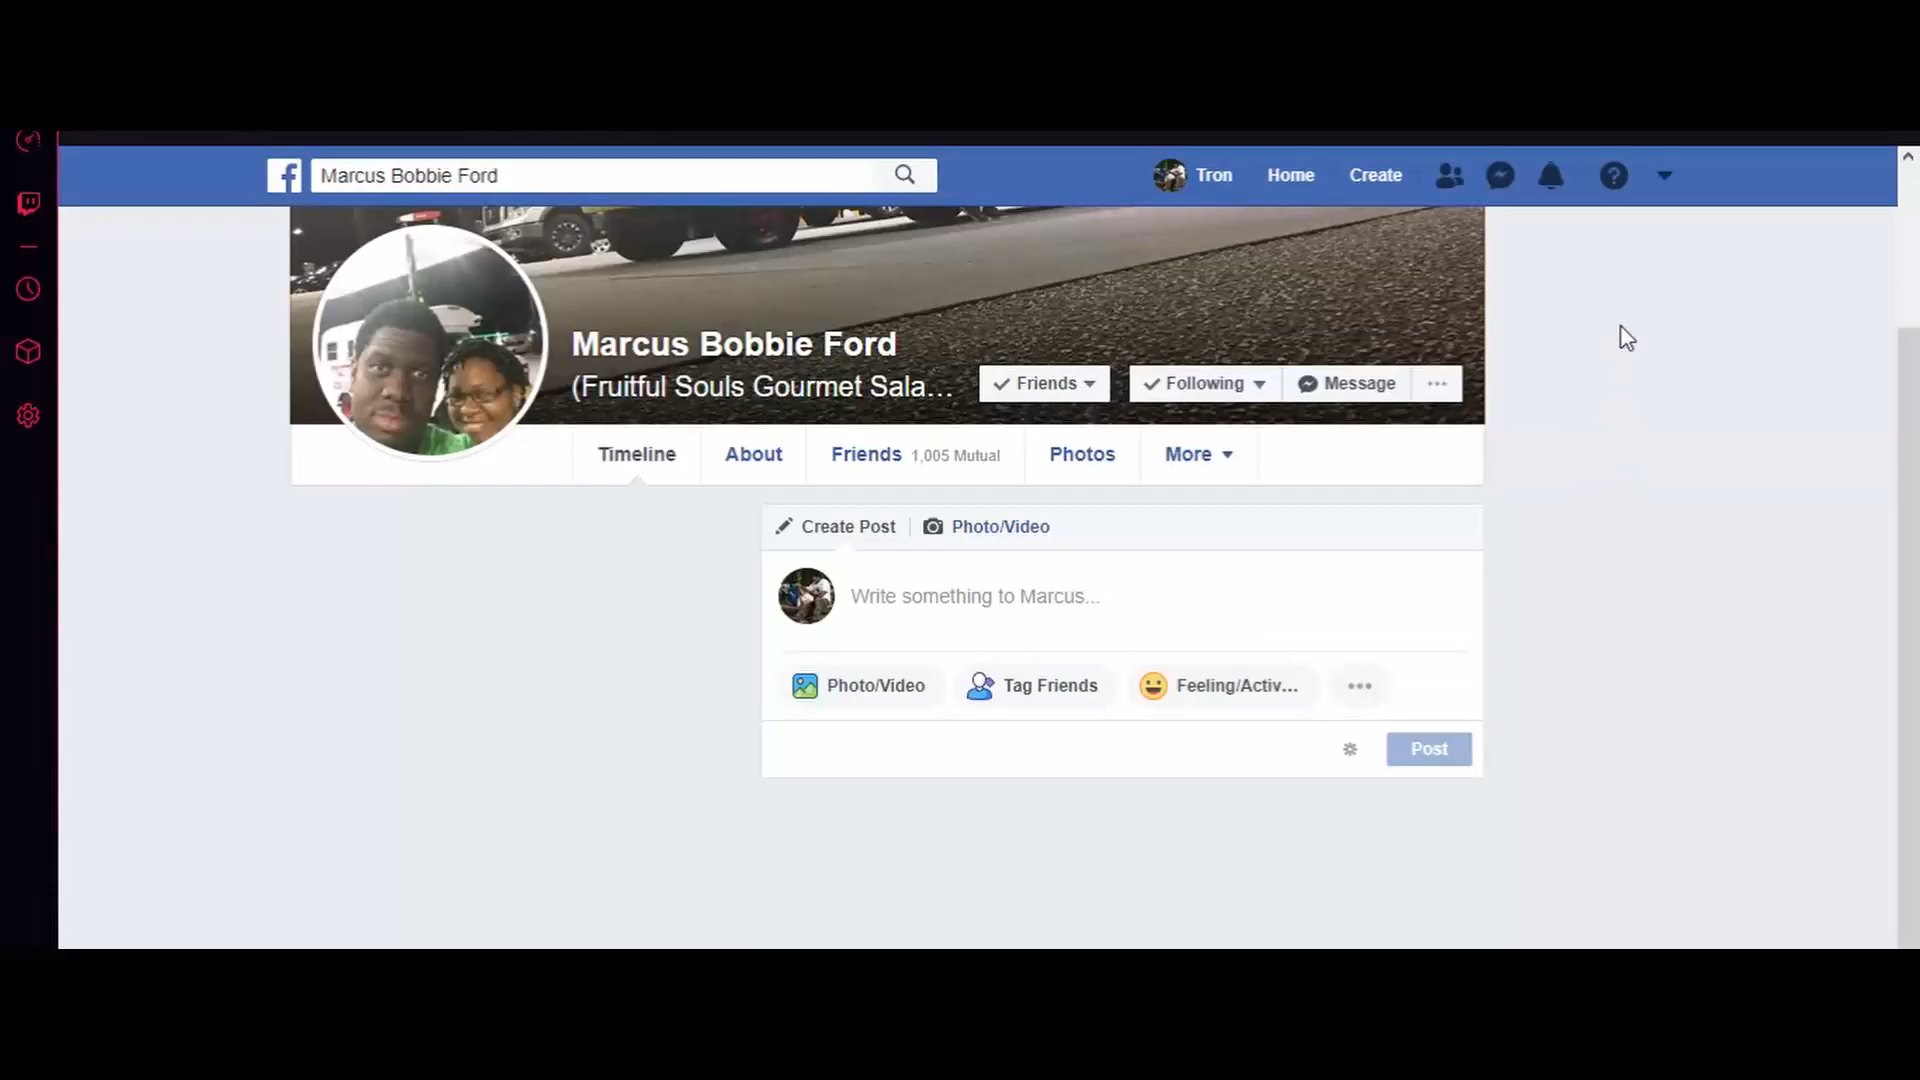 Marcus Bobbie Ford
Tron
Home
Create
Marcus Bobbie Ford
(Fruitful Souls Gourmet Sala...
Friends
Following
Message
Timeline
About
Friends 1,005 Mutual
Photos
More
Create Post
Photo/Video
Write something to Marcus...
Photo/Video
Tag Friends
Feeling/Activ...
Post